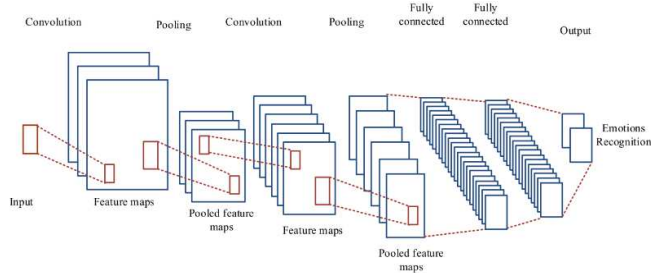 Convolution
Pooling
Convolution
Pooling
Fully
connected
Fully
connected
Output
Emotions
Recognition
Input
Feature maps
Pooled feature
maps
Feature maps
Pooled feature
maps